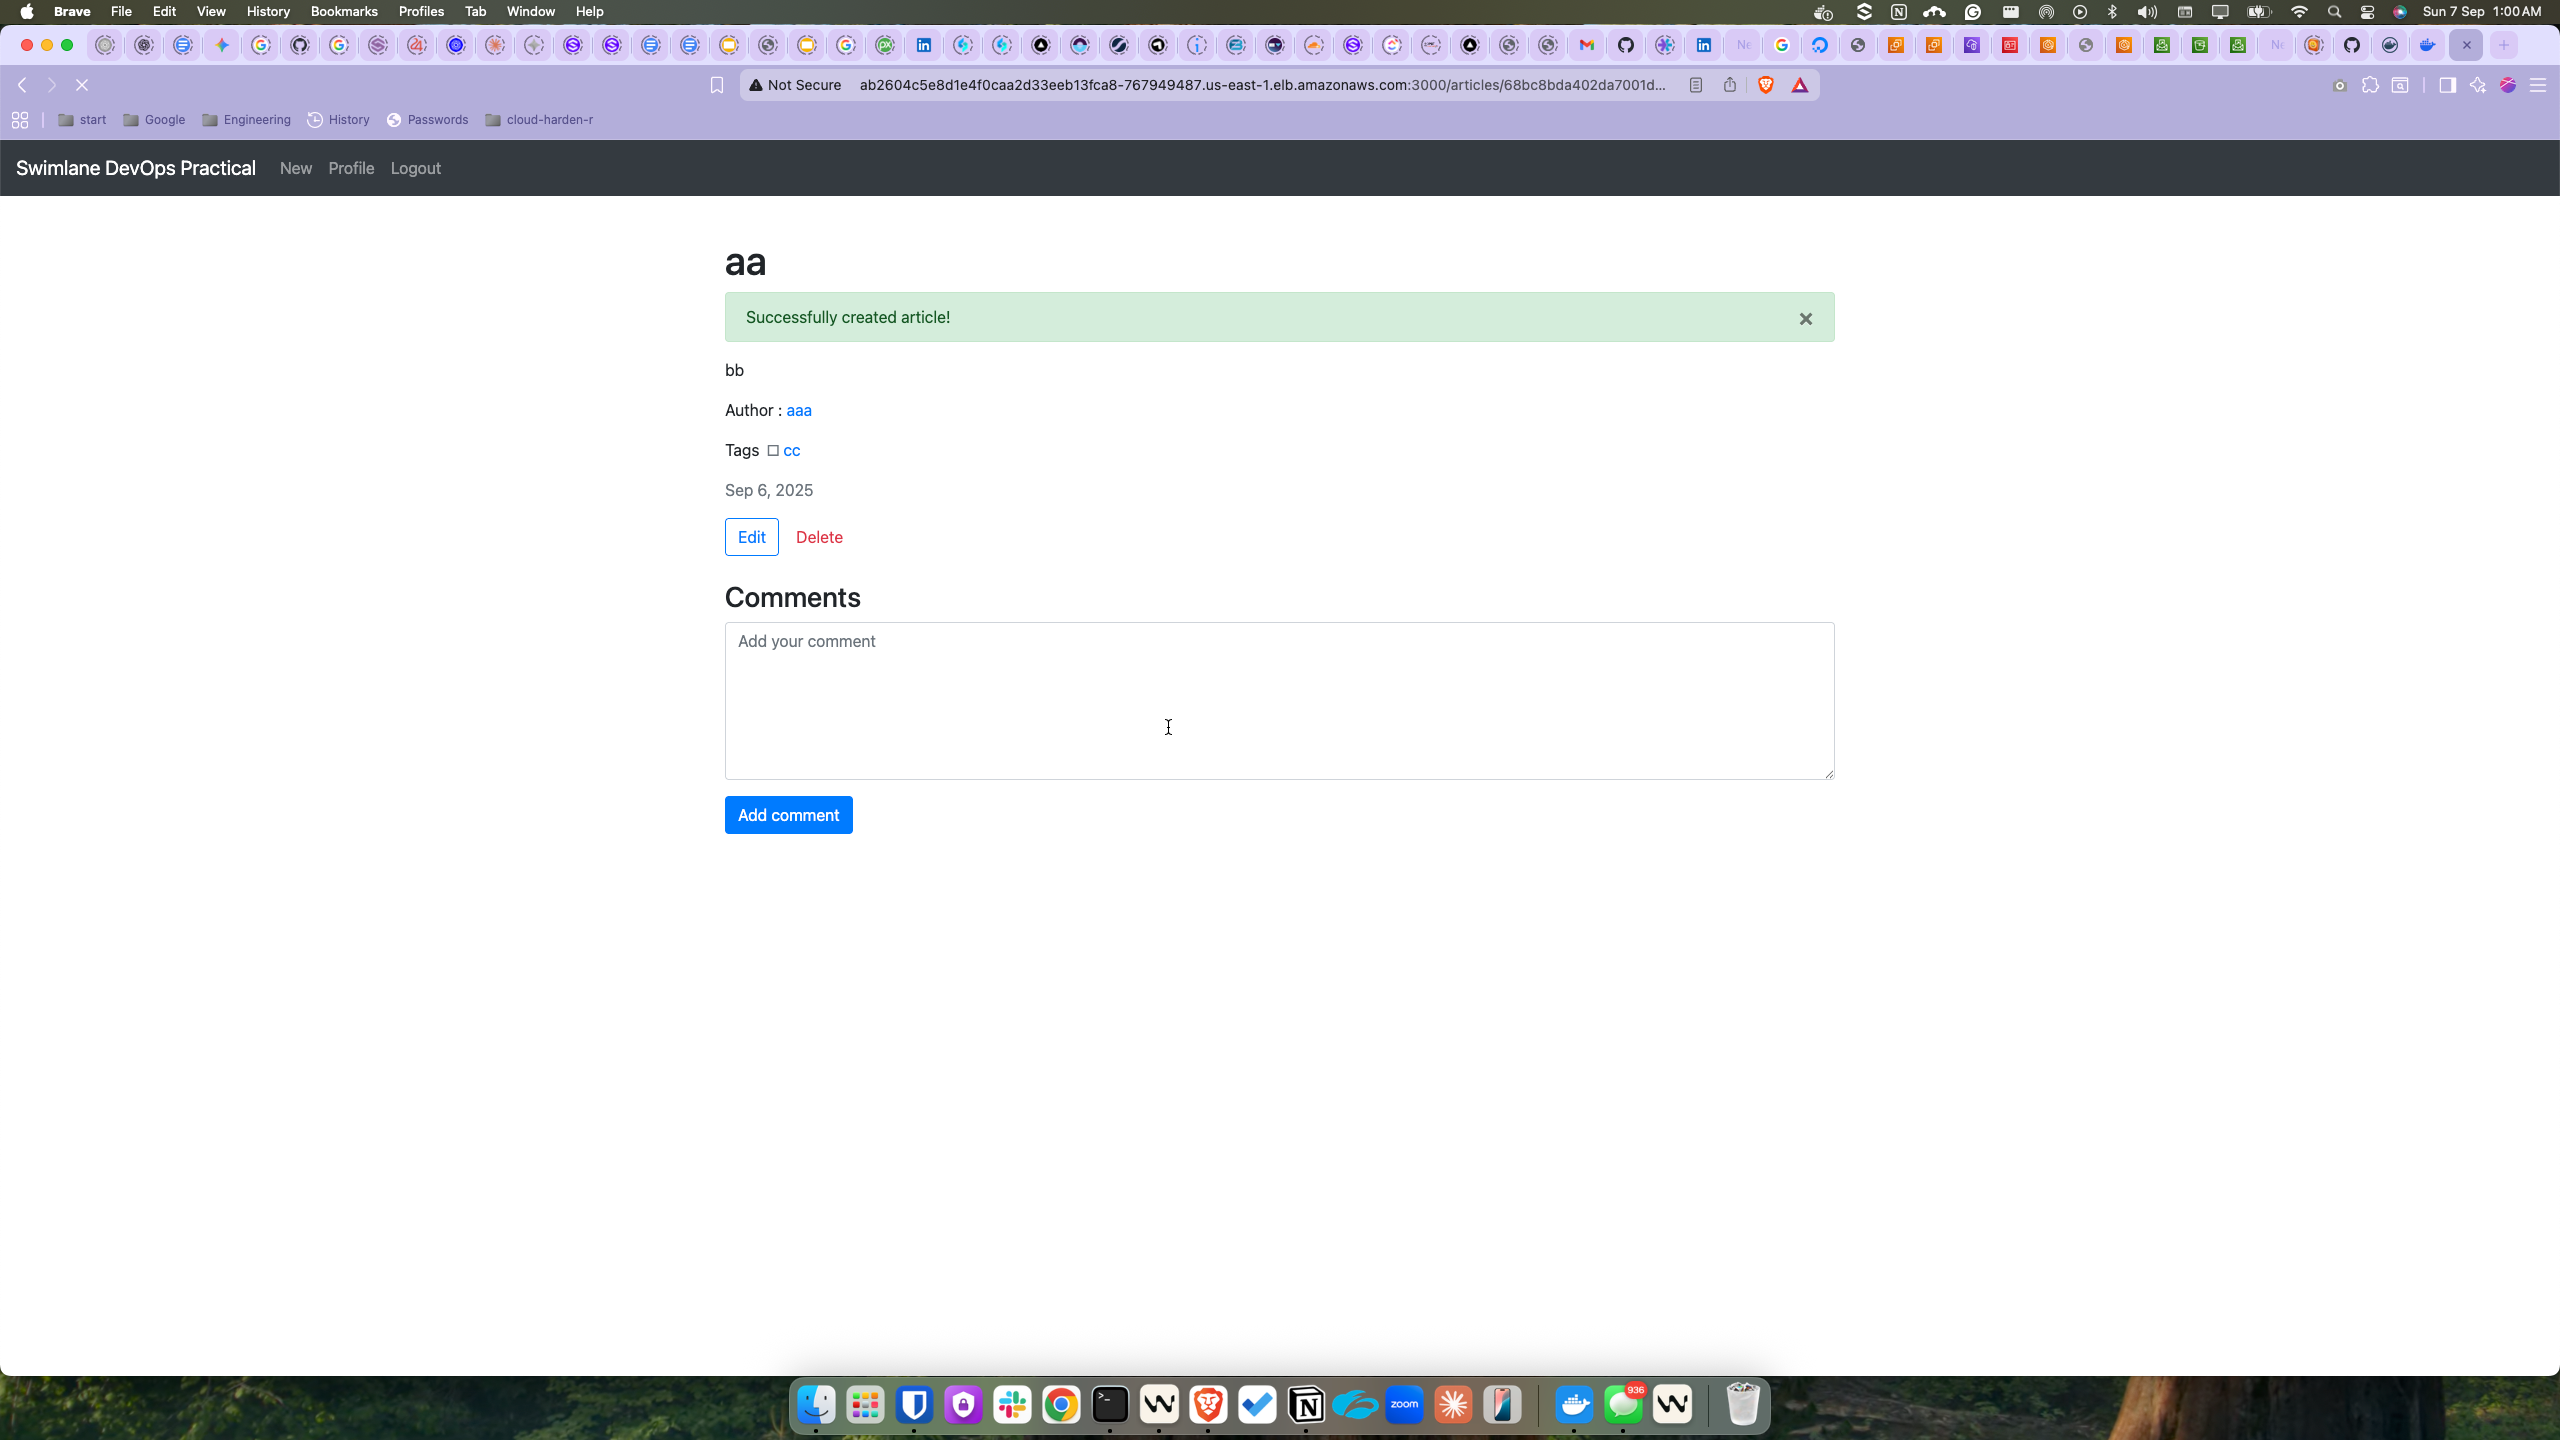 Brave File Edit View History Bookmarks Profiles Tab Window Help Sun 7 Sep 1:00 AM
Not Secure ab2604c5e8d1e4f0caa2d33eeb13fca8-767949487.us-east-1.elb.amazonaws.com:3000/articles/68bc8bda402da7001d...
start Google Engineering History Passwords cloud-harden-r
Swimlane DevOps Practical New Profile Logout
aa
Successfully created article!
bb
Author : aaa
Tags cc
Sep 6, 2025
Edit Delete
Comments
Add your comment
Add comment
936
zoom